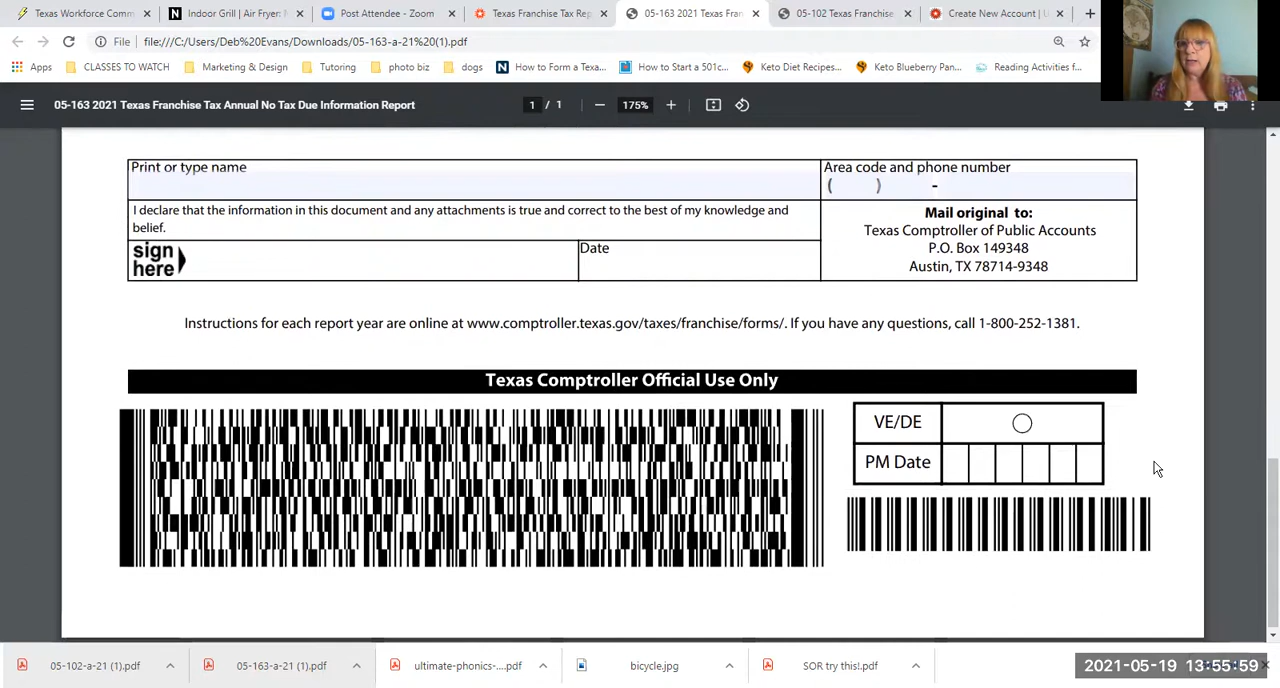 Texas Workforce Comm
Indoor Grill | Air Fryer:
Post Attendee - Zoom
Texas Franchise Tax Rep
05-163 2021 Texas Fran
05-102 Texas Franchise
Create New Account | U
File | file:///C:/Users/Deb%20Evans/Downloads/05-163-a-21%20(1).pdf
Apps
CLASSES TO WATCH
Marketing & Design
Tutoring
photo biz
dogs
How to Form a Texa...
How to Start a 501c...
Keto Diet Recipes...
Keto Blueberry Pan...
Reading Activities f...
05-163 2021 Texas Franchise Tax Annual No Tax Due Information Report
1 / 1
175%
Print or type name
Area code and phone number
( ) -
I declare that the information in this document and any attachments is true and correct to the best of my knowledge and
belief.
Mail original to:
Texas Comptroller of Public Accounts
P.O. Box 149348
Austin, TX 78714-9348
sign
here
Date
Instructions for each report year are online at www.comptroller.texas.gov/taxes/franchise/forms/. If you have any questions, call 1-800-252-1381.
Texas Comptroller Official Use Only
VE/DE
PM Date
05-102-a-21 (1).pdf
05-163-a-21 (1).pdf
ultimate-phonics-....pdf
bicycle.jpg
SOR try this!.pdf
2021-05-19 13:55:59